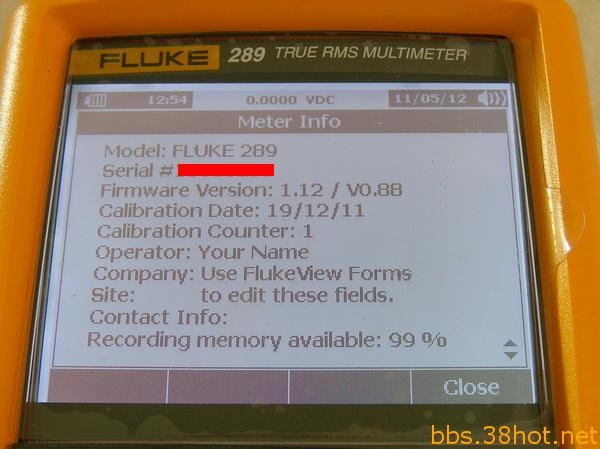 FLUKE 289 TRUE RMS MULTIMETER
12:54 0.0000 VDC 11/05/12
Meter Info
Model: FLUKE 289
Serial #
Firmware Version: 1.12 / V0.88
Calibration Date: 19/12/11
Calibration Counter: 1
Operator: Your Name
Company: Use FlukeView Forms
Site: to edit these fields.
Contact Info:
Recording memory available: 99 %
Close
bbs.38hot.net